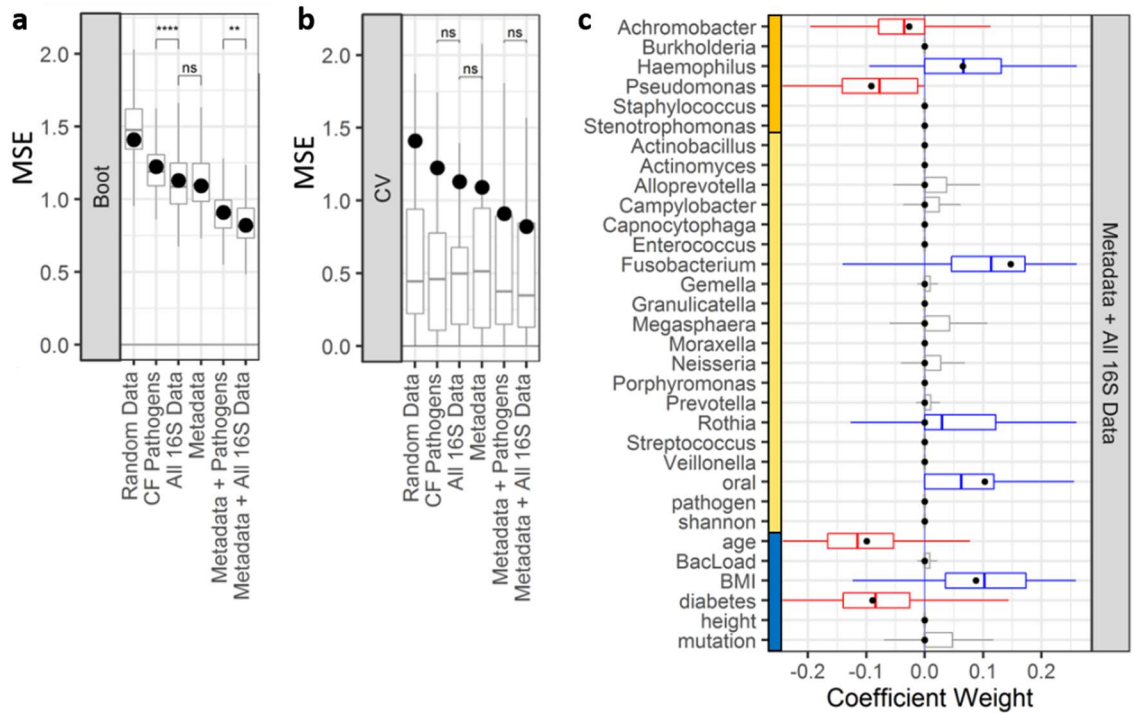 a
MSE
2.0
1.5
1.0
0.5
0.0
Boot
****
ns
**
Random Data
CF Pathogens
All 16S Data
Metadata
Metadata + Pathogens
Metadata + All 16S Data
b
MSE
2.0
1.5
1.0
0.5
0.0
CV
ns
ns
ns
Random Data
CF Pathogens
All 16S Data
Metadata
Metadata + Pathogens
Metadata + All 16S Data
c
Achromobacter
Burkholderia
Haemophilus
Pseudomonas
Staphylococcus
Stenotrophomonas
Actinobacillus
Actinomyces
Alloprevotella
Campylobacter
Capnocytophaga
Enterococcus
Fusobacterium
Gemella
Granulicatella
Megasphaera
Moraxella
Neisseria
Porphyromonas
Prevotella
Rothia
Streptococcus
Veillonella
oral
pathogen
shannon
age
BacLoad
BMI
diabetes
height
mutation
-0.2 -0.1 0.0 0.1 0.2
Coefficient Weight
Metadata + All 16S Data